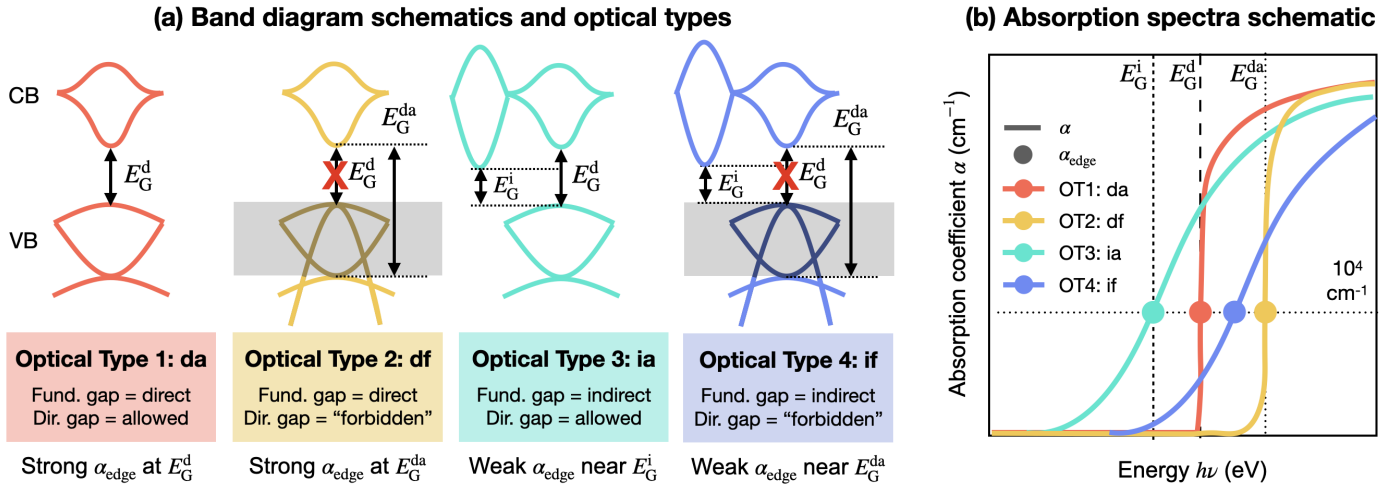 (a) Band diagram schematics and optical types
CB
VB
E_G^d
E_G^da
X E_G^d
E_G^i
E_G^d
E_G^da
E_G^i
X E_G^d
Optical Type 1: da
Fund. gap = direct
Dir. gap = allowed
Strong α_edge at E_G^d
Optical Type 2: df
Fund. gap = direct
Dir. gap = “forbidden”
Strong α_edge at E_G^da
Optical Type 3: ia
Fund. gap = indirect
Dir. gap = allowed
Weak α_edge near E_G^i
Optical Type 4: if
Fund. gap = indirect
Dir. gap = “forbidden”
Weak α_edge near E_G^da
(b) Absorption spectra schematic
Absorption coefficient α (cm⁻¹)
E_G^i E_G^d E_G^da
α
α_edge
OT1: da
OT2: df
OT3: ia
OT4: if
10⁴
cm⁻¹
Energy hν (eV)